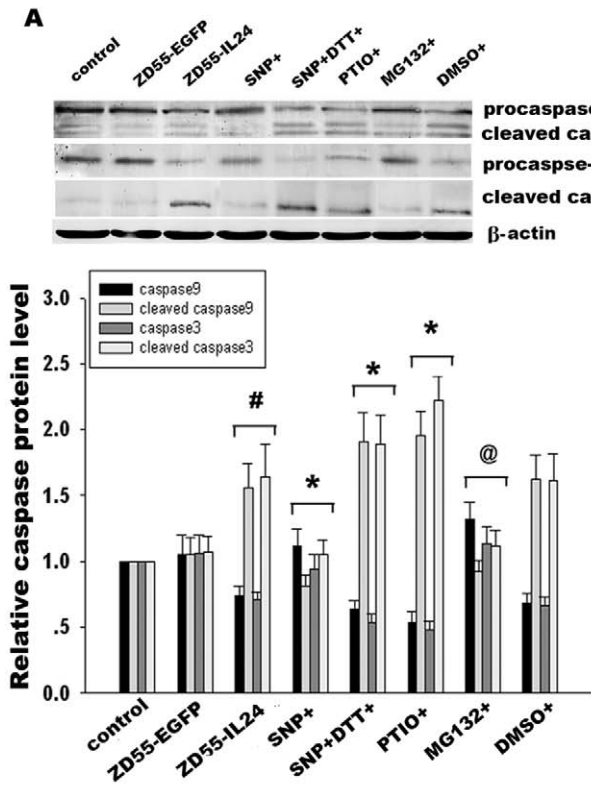 A
control ZD55-EGFP ZD55-IL24 SNP+ SNP+DTT+ PTIO+ MG132+ DMSO+
procaspase
cleaved ca
procaspse-
cleaved ca
β-actin
Relative caspase protein level
3.0
2.5
2.0
1.5
1.0
.5
0.0
caspase9
cleaved caspase9
caspase3
cleaved caspase3
#
*
*
*
@
control ZD55-EGFP ZD55-IL24 SNP+ SNP+DTT+ PTIO+ MG132+ DMSO+